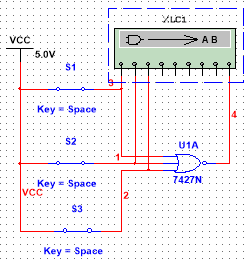 XLC1
A B
VCC
5.0V
S1
3
Key = Space
S2
U1A
1
4
7427N
Key = Space
VCC
2
S3
Key = Space